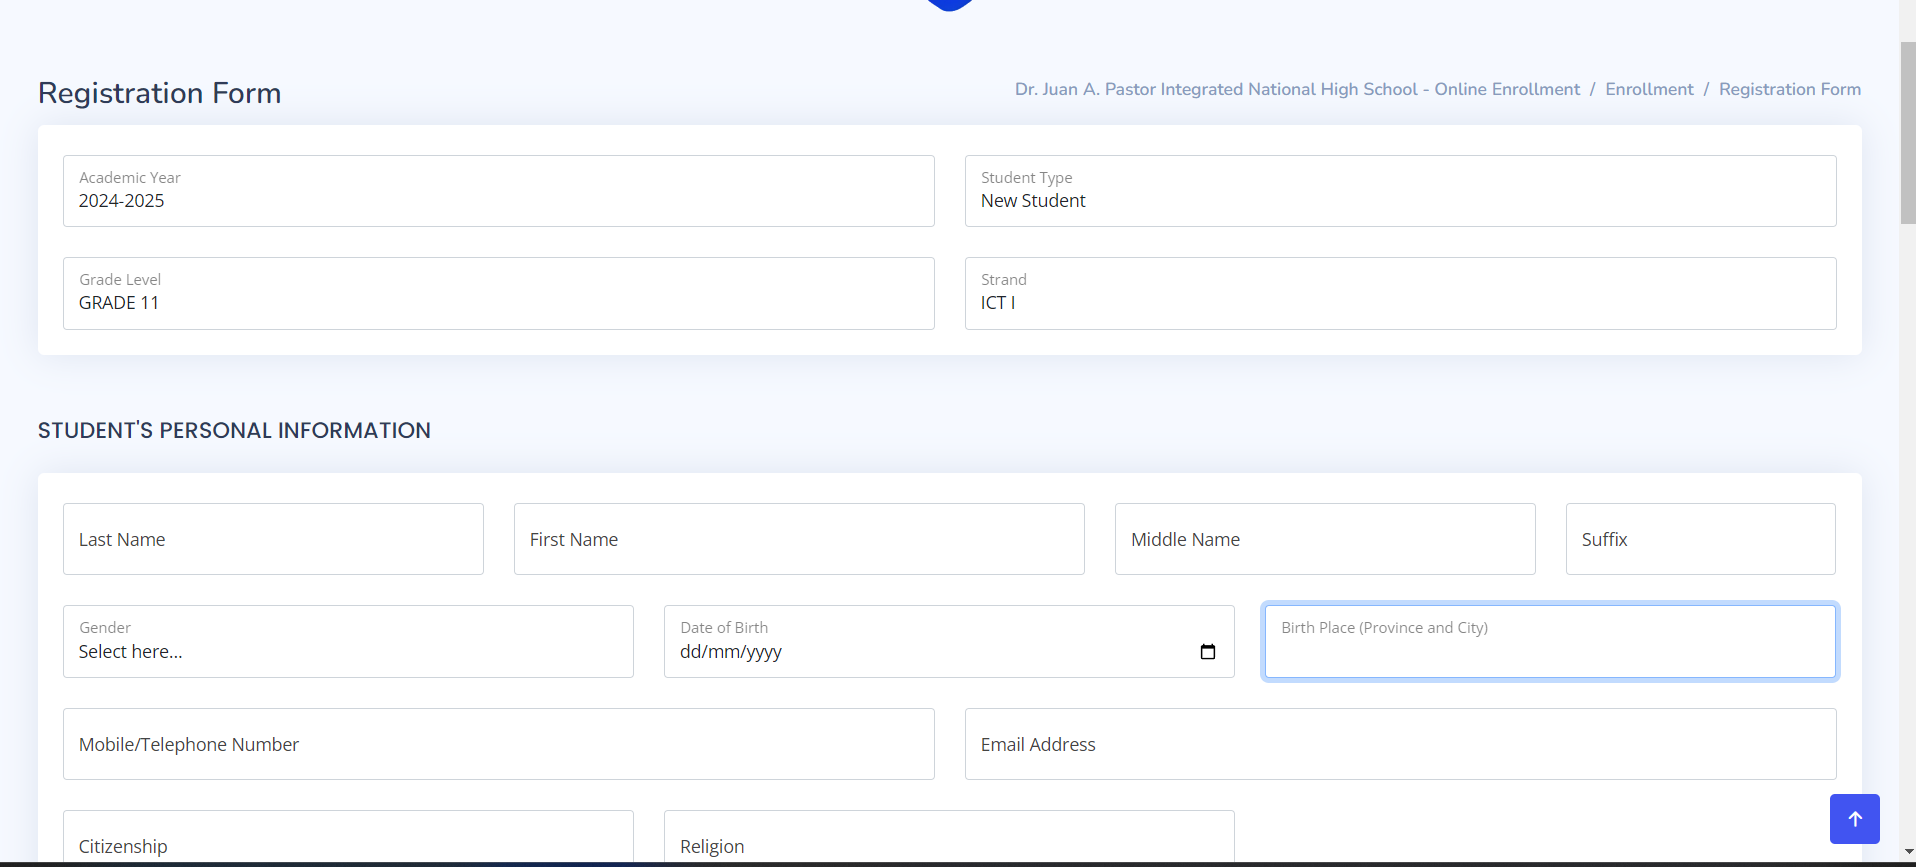 Registration Form
Dr. Juan A. Pastor Integrated National High School - Online Enrollment / Enrollment / Registration Form
Academic Year
2024-2025
Student Type
New Student
Grade Level
GRADE 11
Strand
ICT I
STUDENT'S PERSONAL INFORMATION
Last Name
First Name
Middle Name
Suffix
Gender
Select here...
Date of Birth
dd/mm/yyyy
Birth Place (Province and City)
Mobile/Telephone Number
Email Address
Citizenship
Religion